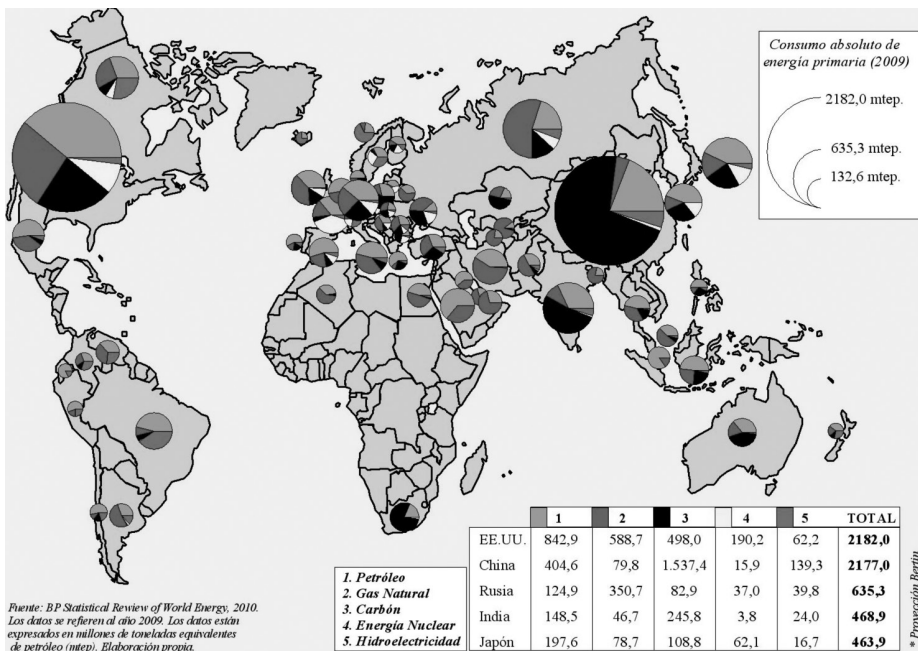 Consumo absoluto de
energía primaria (2009)
2182,0 mtep.
635,3 mtep.
132,6 mtep.
1 2 3 4 5 TOTAL
EE.UU. 842,9 588,7 498,0 190,2 62,2 2182,0
China 404,6 79,8 1.537,4 15,9 139,3 2177,0
Rusia 124,9 350,7 82,9 37,0 39,8 635,3
India 148,5 46,7 245,8 3,8 24,0 468,9
Japón 197,6 78,7 108,8 62,1 16,7 463,9
1. Petróleo
2. Gas Natural
3. Carbón
4. Energía Nuclear
5. Hidroelectricidad
Fuente: BP Statistical Rewiew of World Energy, 2010.
Los datos se refieren al año 2009. Los datos están
expresados en millones de toneladas equivalentes
de petróleo (mtep). Elaboración propia.
* Proyección Bertin